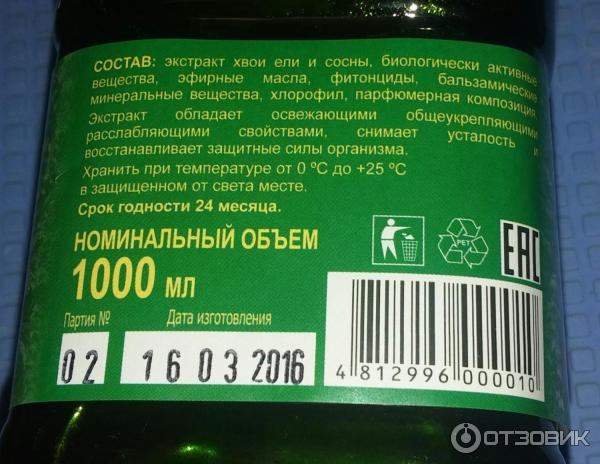 СОСТАВ: экстракт хвои ели и сосны, биологически активные
вещества, эфирные масла, фитонциды, бальзамические
минеральные вещества, хлорофил, парфюмерная композиция
Экстракт обладает освежающими общеукрепляющими
расслабляющими свойствами, снимает усталость и
восстанавливает защитные силы организма.
Хранить при температуре от 0 ºС до +25 ºС
в защищенном от света месте.
Срок годности 24 месяца.
НОМИНАЛЬНЫЙ ОБЪЕМ
1000 мл
PET
EAC
Партия № Дата изготовления
02 16 03 2016
4 812996 000010
ОТЗОВИК